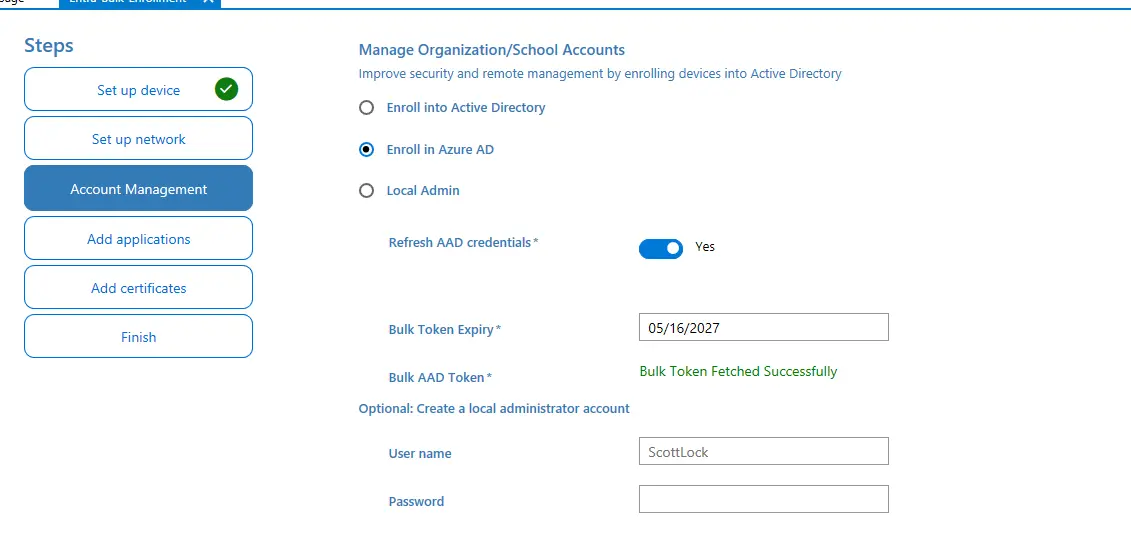 Entra Bulk Enrollment
Steps
Set up device
Set up network
Account Management
Add applications
Add certificates
Finish
Manage Organization/School Accounts
Improve security and remote management by enrolling devices into Active Directory
Enroll into Active Directory
Enroll in Azure AD
Local Admin
Refresh AAD credentials*
Yes
Bulk Token Expiry*
05/16/2027
Bulk AAD Token*
Bulk Token Fetched Successfully
Optional: Create a local administrator account
User name
ScottLock
Password